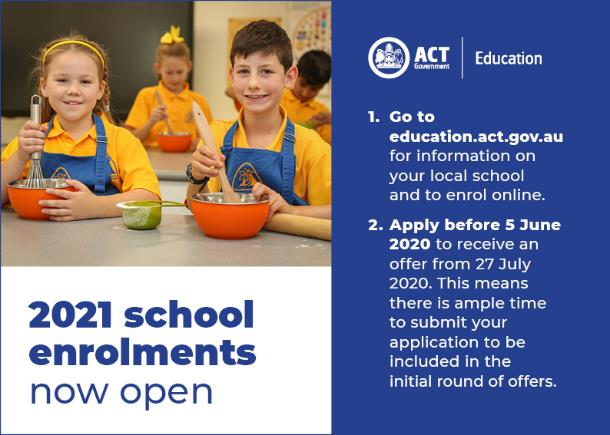 2021 school
enrolments
now open
ACT
Government
Education
1. Go to
education.act.gov.au
for information on
your local school
and to enrol online.
2. Apply before 5 June
2020 to receive an
offer from 27 July
2020. This means
there is ample time
to submit your
application to be
included in the
initial round of offers.